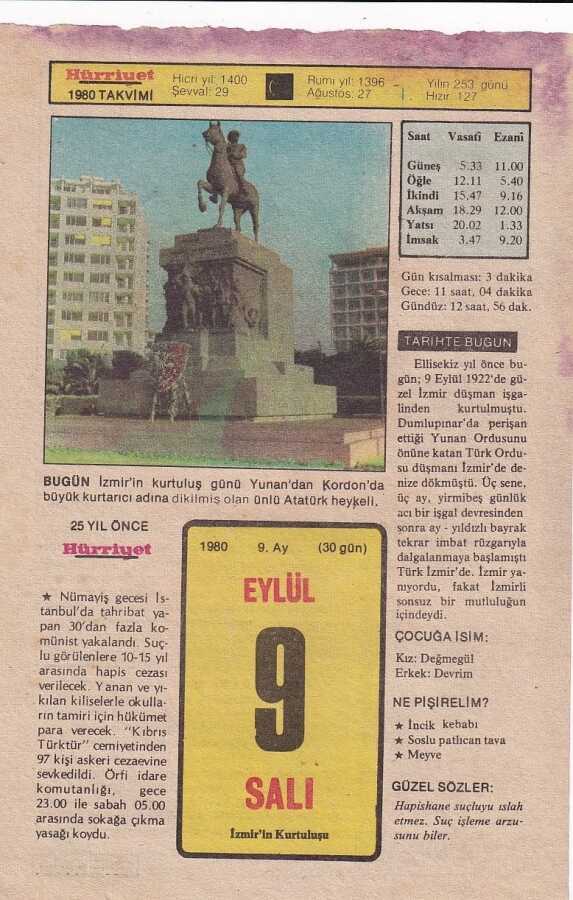 Hürriyet
1980 TAKVİMİ
Hicri yıl: 1400
Şevval: 29
Rumi yıl: 1396
Ağustos: 27
Yılın 253. günü
Hızır 127
Saat Vasatî Ezanî
Güneş 5.33 11.00
Öğle 12.11 5.40
İkindi 15.47 9.16
Akşam 18.29 12.00
Yatsı 20.02 1.33
İmsak 3.47 9.20
Gün kısalması: 3 dakika
Gece: 11 saat, 04 dakika
Gündüz: 12 saat, 56 dak.
BUGÜN İzmir'in kurtuluş günü Yunan'dan Kordon'da
büyük kurtarıcı adına dikilmiş olan ünlü Atatürk heykeli.
TARİHTE BUGÜN
Ellisekiz yıl önce bu-
gün; 9 Eylül 1922'de gü-
zel İzmir düşman işga-
linden kurtulmuştu.
Dumlupınar'da perişan
ettiği Yunan Ordusunu
önüne katan Türk Ordu-
su düşmanı İzmir'de de-
nize dökmüştü. Üç sene,
üç ay, yirmibeş günlük
acı bir işgal devresinden
sonra ay - yıldızlı bayrak
tekrar imbat rüzgarıyla
dalgalanmaya başlamıştı
Türk İzmir'de. İzmir ya-
nıyordu, fakat İzmirli
sonsuz bir mutluluğun
içindeydi.
25 YIL ÖNCE
Hürriyet
★ Nümayiş gecesi İs-
tanbul'da tahribat ya-
pan 30'dan fazla ko-
münist yakalandı. Suç-
lu görülenlere 10-15 yıl
arasında hapis cezası
verilecek. Yanan ve yı-
kılan kiliselerle okulla-
rın tamiri için hükümet
para verecek. "Kıbrıs
Türktür" cemiyetinden
97 kişi askeri cezaevine
sevkedildi. Örfi idare
komutanlığı, gece
23.00 ile sabah 05.00
arasında sokağa çıkma
yasağı koydu.
1980 9. Ay (30 gün)
EYLÜL
9
SALI
İzmir'in Kurtuluşu
ÇOCUĞA İSİM:
Kız: Değmegül
Erkek: Devrim
NE PİŞİRELİM?
★ İncik kebabı
★ Soslu patlıcan tava
★ Meyve
GÜZEL SÖZLER:
Hapishane suçluyu ıslah
etmez. Suç işleme arzu-
sunu biler.